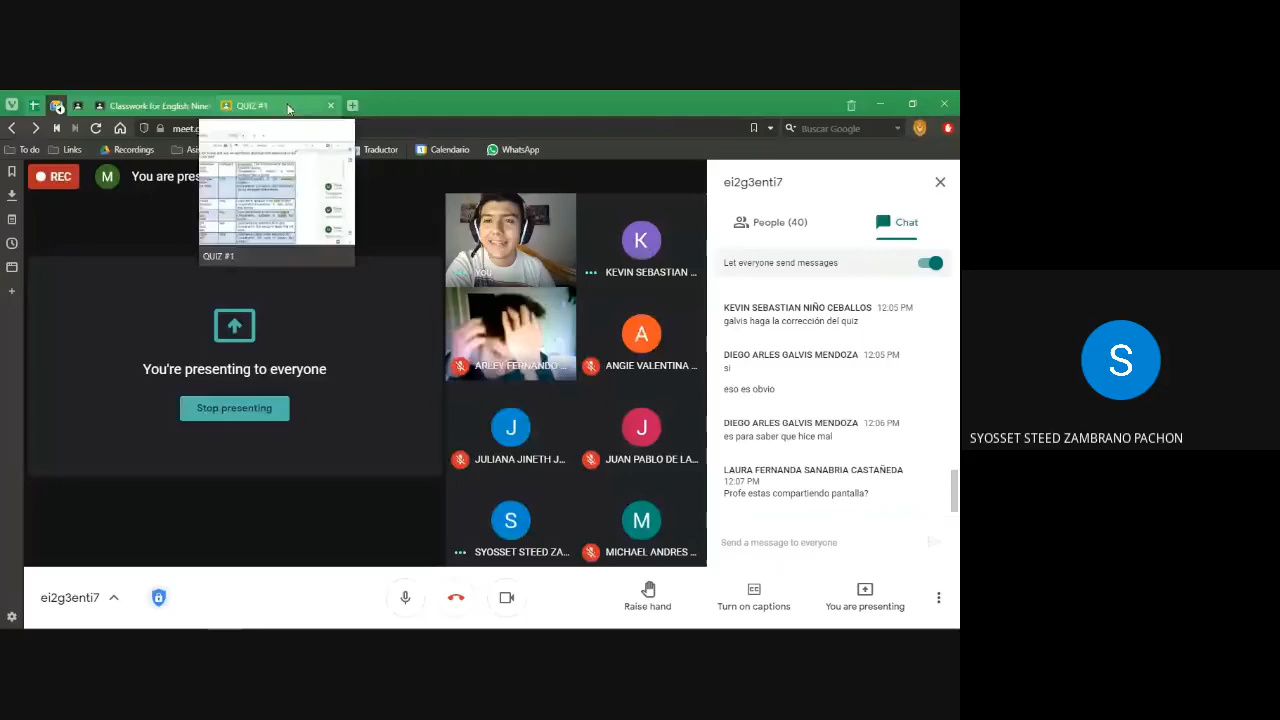 Classwork for English Nine
QUIZ #1
meet.
Buscar Google
To do
Links
Recordings
Traductor
Calendario
WhatsApp
QUIZ #1
REC
M
You are pres
You're presenting to everyone
Stop presenting
You
K
KEVIN SEBASTIAN ...
ARLEY FERNANDO ...
A
ANGIE VALENTINA ...
J
JULIANA JINETH J...
J
JUAN PABLO DE LA...
S
SYOSSET STEED ZA...
M
MICHAEL ANDRES ...
ei2g3enti7
People (40)
Chat
Let everyone send messages
KEVIN SEBASTIAN NIÑO CEBALLOS 12:05 PM
galvis haga la corrección del quiz
DIEGO ARLES GALVIS MENDOZA 12:05 PM
si
eso es obvio
DIEGO ARLES GALVIS MENDOZA 12:06 PM
es para saber que hice mal
LAURA FERNANDA SANABRIA CASTAÑEDA
12:07 PM
Profe estas compartiendo pantalla?
Send a message to everyone
ei2g3enti7
Raise hand
Turn on captions
You are presenting
S
SYOSSET STEED ZAMBRANO PACHON